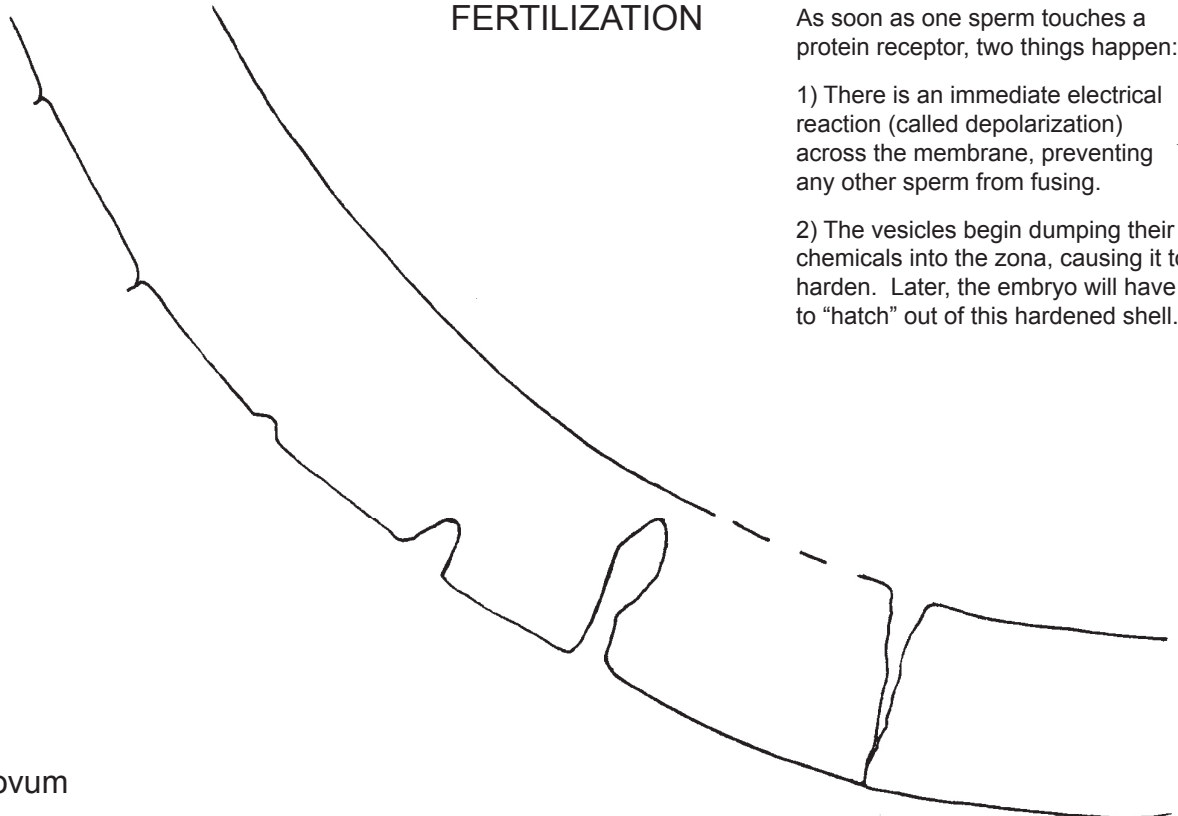 FERTILIZATION
As soon as one sperm touches a
protein receptor, two things happen:
1) There is an immediate electrical
reaction (called depolarization)
across the membrane, preventing
any other sperm from fusing.
2) The vesicles begin dumping their
chemicals into the zona, causing it to
harden.  Later, the embryo will have
to “hatch” out of this hardened shell.
ovum